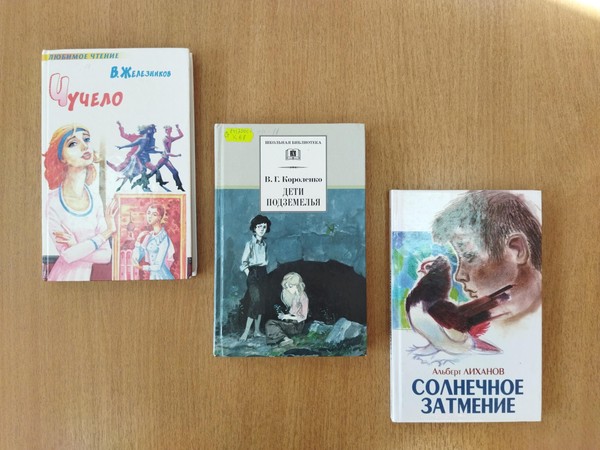 ЛЮБИМОЕ ЧТЕНИЕ
В. ЖЕЛЕЗНИКОВ
ЧУЧЕЛО
ШКОЛЬНАЯ БИБЛИОТЕКА
В. Г. Короленко
ДЕТИ
ПОДЗЕМЕЛЬЯ
Альберт ЛИХАНОВ
СОЛНЕЧНОЕ
ЗАТМЕНИЕ